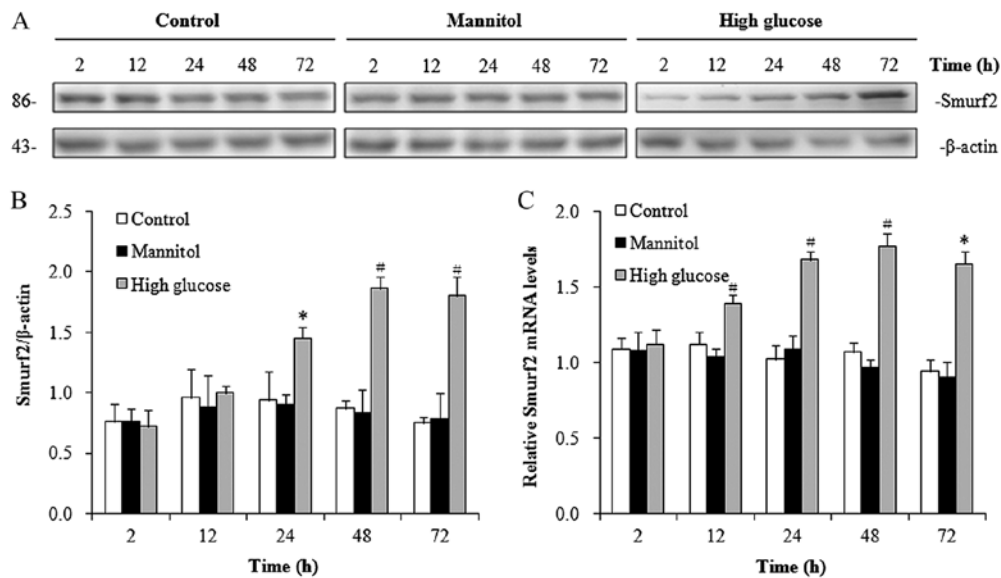 A
Control
Mannitol
High glucose
2 12 24 48 72 2 12 24 48 72 2 12 24 48 72 Time (h)
86- -Smurf2
43- -β-actin
B
2.5
2.0
1.5
1.0
0.5
0.0
Smurf2/β-actin
Control
Mannitol
High glucose
*
#
#
2 12 24 48 72
Time (h)
C
2.0
1.5
1.0
0.5
0.0
Relative Smurf2 mRNA levels
Control
Mannitol
High glucose
#
#
#
*
2 12 24 48 72
Time (h)